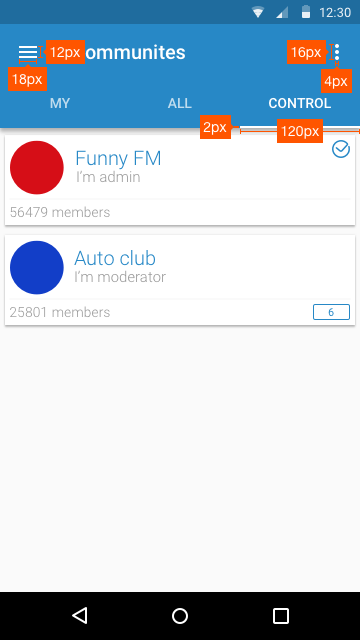 12:30
12px ommunites 16px
18px 4px
MY ALL CONTROL
2px 120px
Funny FM
I'm admin
56479 members
Auto club
I'm moderator
25801 members 6